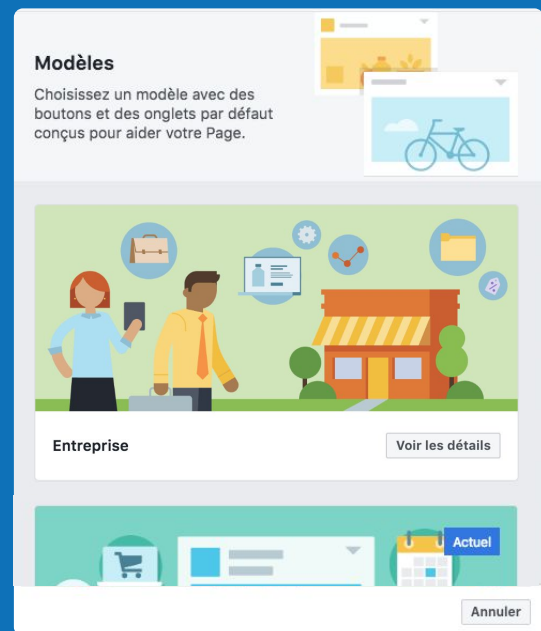 Modèles
Choisissez un modèle avec des
boutons et des onglets par défaut
conçus pour aider votre Page.
Entreprise
Voir les détails
Actuel
Annuler